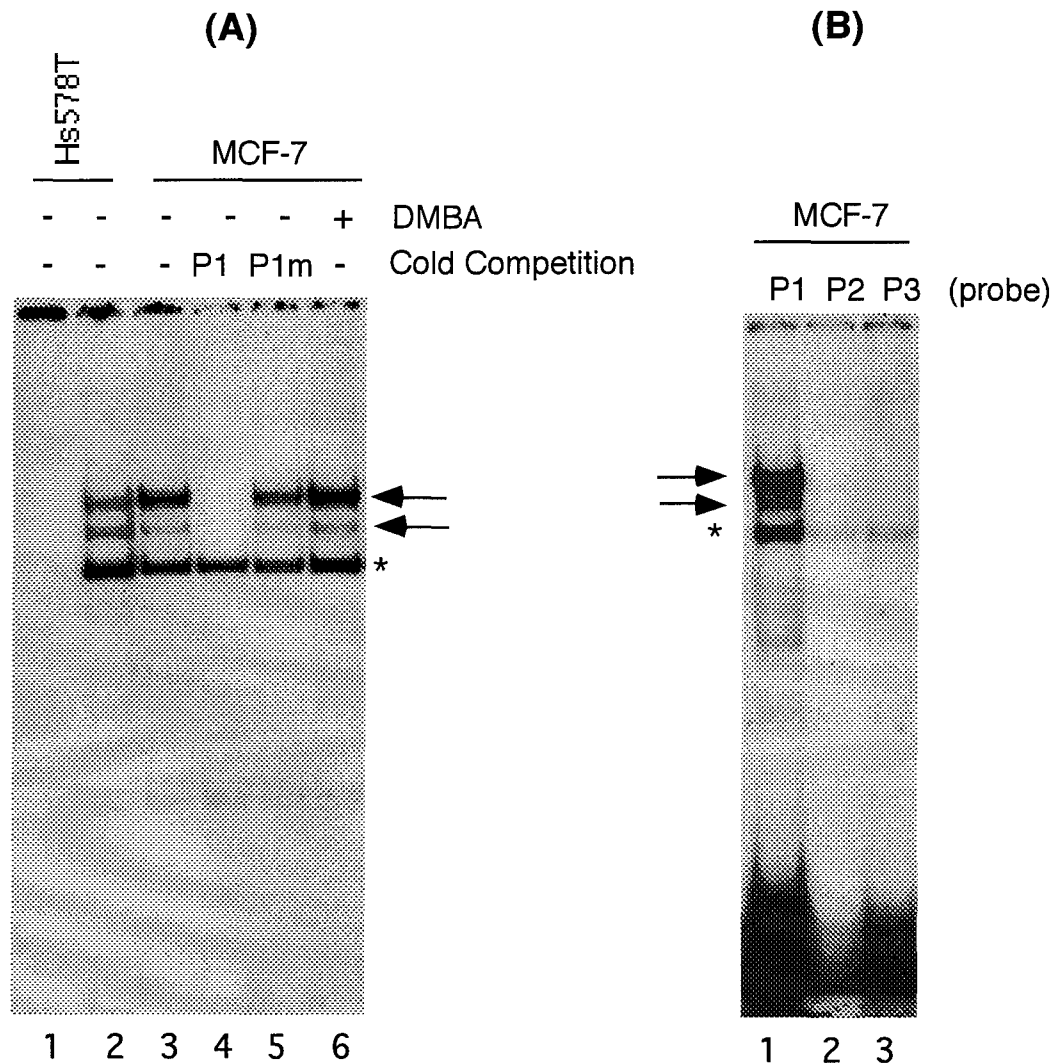 (A) (B)
Hs578T
MCF-7
- - - - - + DMBA
- - - P1 P1m - Cold Competition
MCF-7
P1 P2 P3 (probe)
*
*
1 2 3 4 5 6
1 2 3